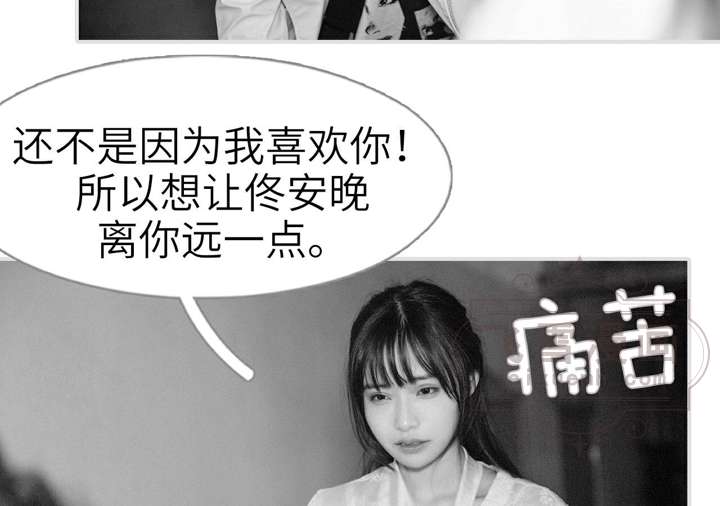 还不是因为我喜欢你！
所以想让佟安晚
离你远一点。
痛苦